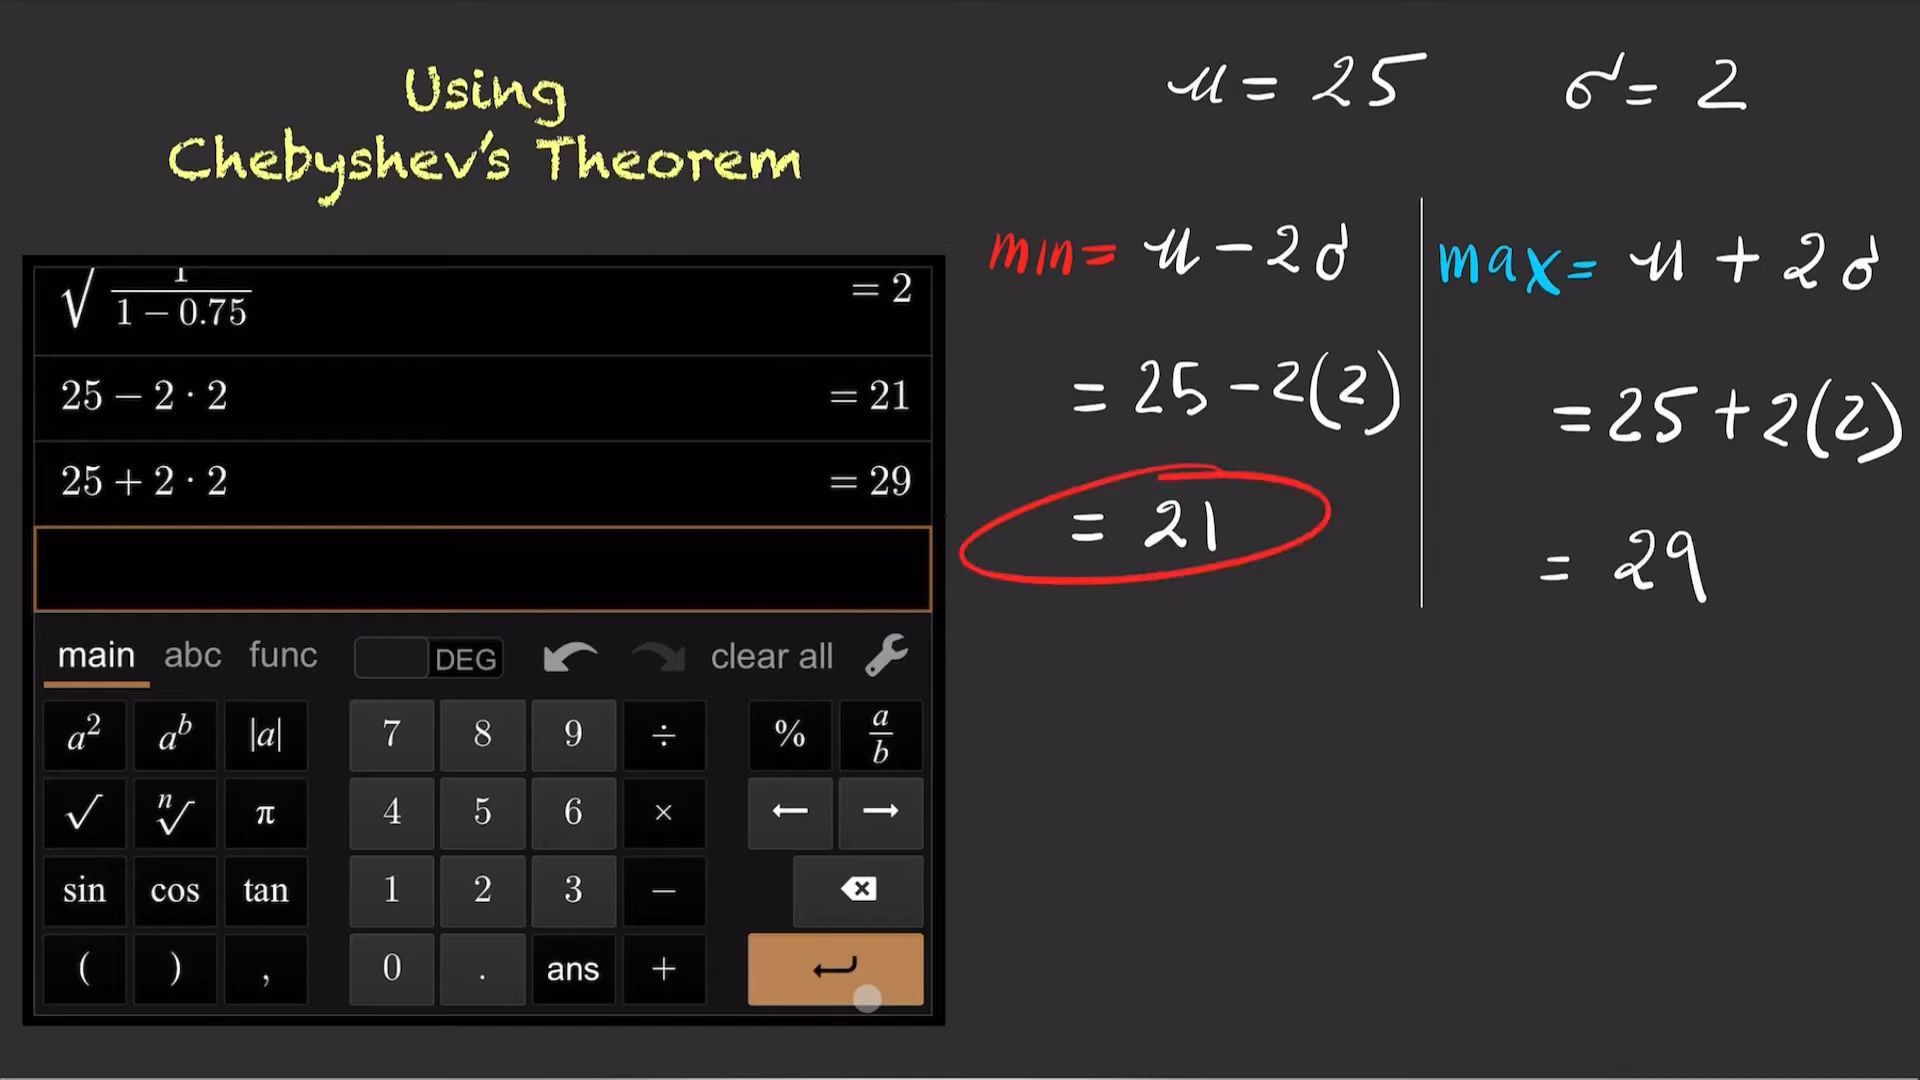 Using
Chebyshev's Theorem
μ = 25 σ = 2
min = μ − 2σ
= 25 − 2(2)
= 21
max = μ + 2σ
= 25 + 2(2)
= 29
√ 1/(1 − 0.75) = 2
25 − 2 · 2 = 21
25 + 2 · 2 = 29
main abc func DEG clear all
a² aᵇ |a| 7 8 9 ÷ % a/b
√ ⁿ√ π 4 5 6 × ← →
sin cos tan 1 2 3 −
( ) , 0 . ans +